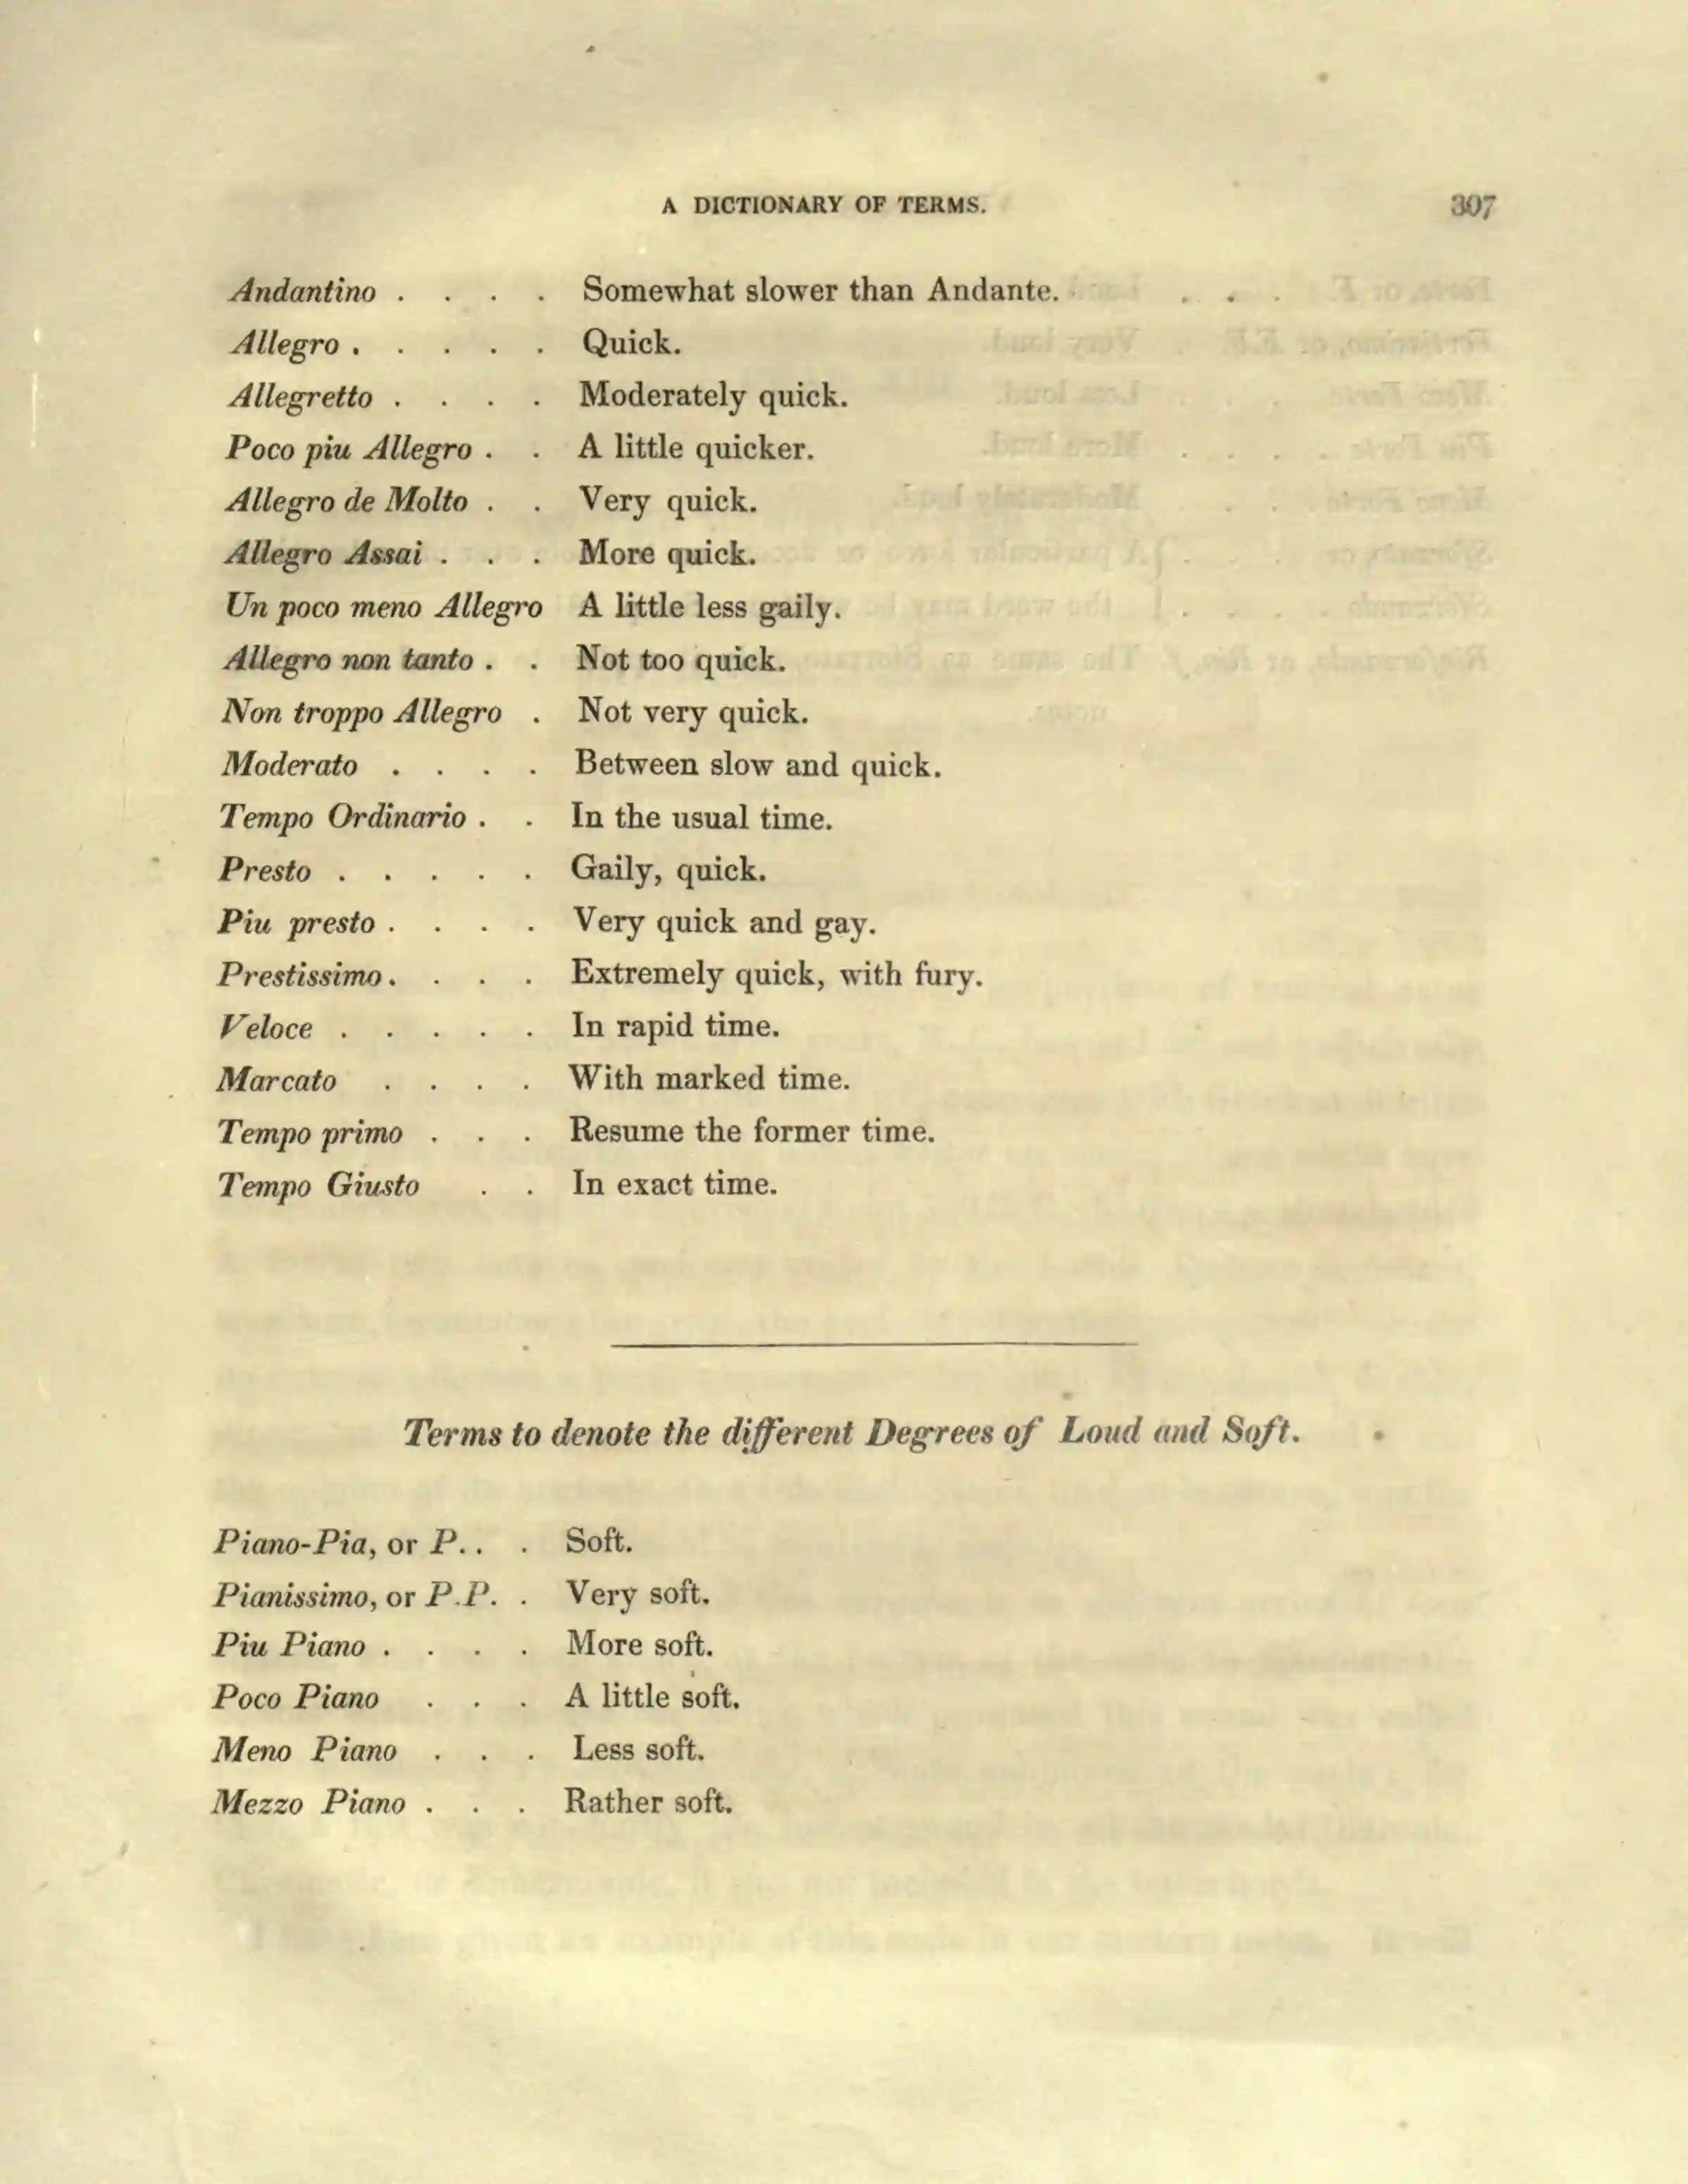 A DICTIONARY OF TERMS. 307
Andantino . . . . Somewhat slower than Andante.
Allegro . . . . . Quick.
Allegretto . . . . Moderately quick.
Poco piu Allegro . . A little quicker.
Allegro de Molto . . Very quick.
Allegro Assai . . . More quick.
Un poco meno Allegro A little less gaily.
Allegro non tanto . . Not too quick.
Non troppo Allegro . Not very quick.
Moderato . . . . Between slow and quick.
Tempo Ordinario . . In the usual time.
Presto . . . . . Gaily, quick.
Piu presto . . . . Very quick and gay.
Prestissimo . . . . Extremely quick, with fury.
Veloce . . . . . In rapid time.
Marcato . . . . With marked time.
Tempo primo . . . Resume the former time.
Tempo Giusto . . In exact time.
Terms to denote the different Degrees of Loud and Soft.
Piano-Pia, or P. . . Soft.
Pianissimo, or P.P. . Very soft.
Piu Piano . . . . More soft.
Poco Piano . . . A little soft.
Meno Piano . . . Less soft.
Mezzo Piano . . . Rather soft.